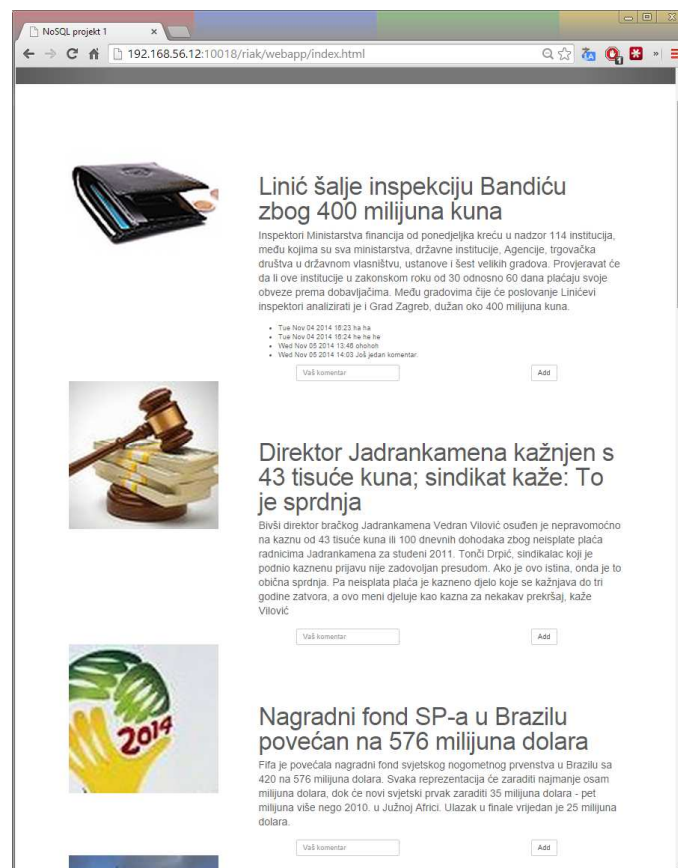 NoSQL projekt 1
192.168.56.12:10018/riak/webapp/index.html
Linić šalje inspekciju Bandiću
zbog 400 milijuna kuna
Inspektori Ministarstva financija od ponedjeljka kreću u nadzor 114 institucija,
među kojima su sva ministarstva, državne institucije, Agencije, trgovačka
društva u državnom vlasništvu, ustanove i šest velikih gradova. Provjeravat će
da li ove institucije u zakonskom roku od 30 odnosno 60 dana plaćaju svoje
obveze prema dobavljačima. Među gradovima čije će poslovanje Linićevi
inspektori analizirati je i Grad Zagreb, dužan oko 400 milijuna kuna.
Tue Nov 04 2014 16:23 ha ha
Tue Nov 04 2014 16:24 he he he
Wed Nov 05 2014 13:46 ohohoh
Wed Nov 05 2014 14:03 Još jedan komentar.
Vaš komentar Add
Direktor Jadrankamena kažnjen s
43 tisuće kuna; sindikat kaže: To
je sprdnja
Bivši direktor bračkog Jadrankamena Vedran Vilović osuđen je nepravomoćno
na kaznu od 43 tisuće kuna ili 100 dnevnih dohodaka zbog neisplate plaća
radnicima Jadrankamena za studeni 2011. Tonči Drpić, sindikalac koji je
podnio kaznenu prijavu nije zadovoljan presudom. Ako je ovo istina, onda je to
obična sprdnja. Pa neisplata plaća je kazneno djelo koje se kažnjava do tri
godine zatvora, a ovo meni djeluje kao kazna za nekakav prekršaj, kaže
Vilović
Vaš komentar Add
2014
Nagradni fond SP-a u Brazilu
povećan na 576 milijuna dolara
Fifa je povećala nagradni fond svjetskog nogometnog prvenstva u Brazilu sa
420 na 576 milijuna dolara. Svaka reprezentacija će zaraditi najmanje osam
milijuna dolara, dok će novi svjetski prvak zaraditi 35 milijuna dolara - pet
milijuna više nego 2010. u Južnoj Africi. Ulazak u finale vrijedan je 25 milijuna
dolara.
Vaš komentar Add